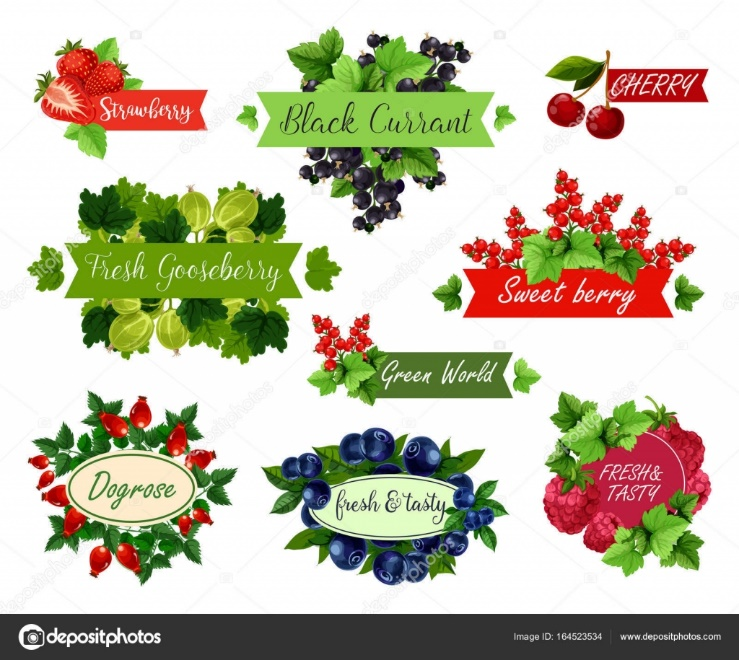 Strawberry
Black Currant
CHERRY
Fresh Gooseberry
Sweet berry
Green World
Dogrose
fresh & tasty
FRESH&
TASTY
depositphotos
Image ID: 164523534
www.depositphotos.com